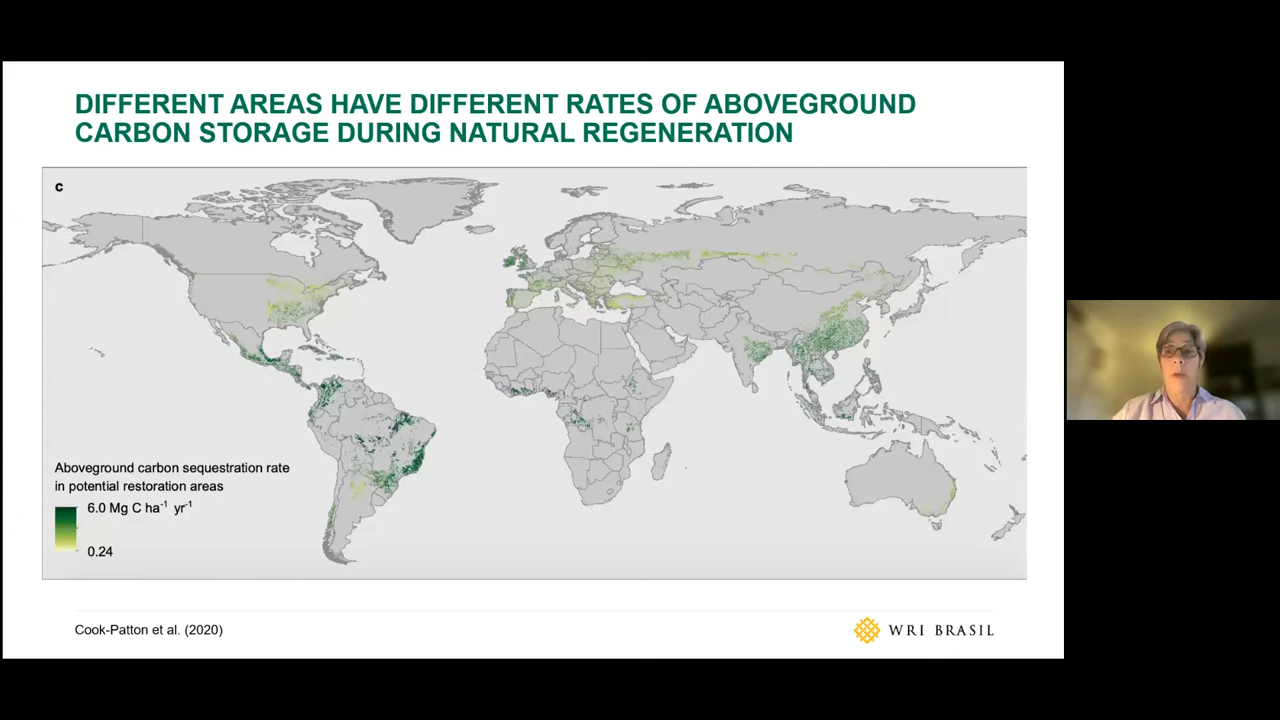 DIFFERENT AREAS HAVE DIFFERENT RATES OF ABOVEGROUND
CARBON STORAGE DURING NATURAL REGENERATION
c
Aboveground carbon sequestration rate
in potential restoration areas
6.0 Mg C ha⁻¹ yr⁻¹
0.24
Cook-Patton et al. (2020)
WRI BRASIL